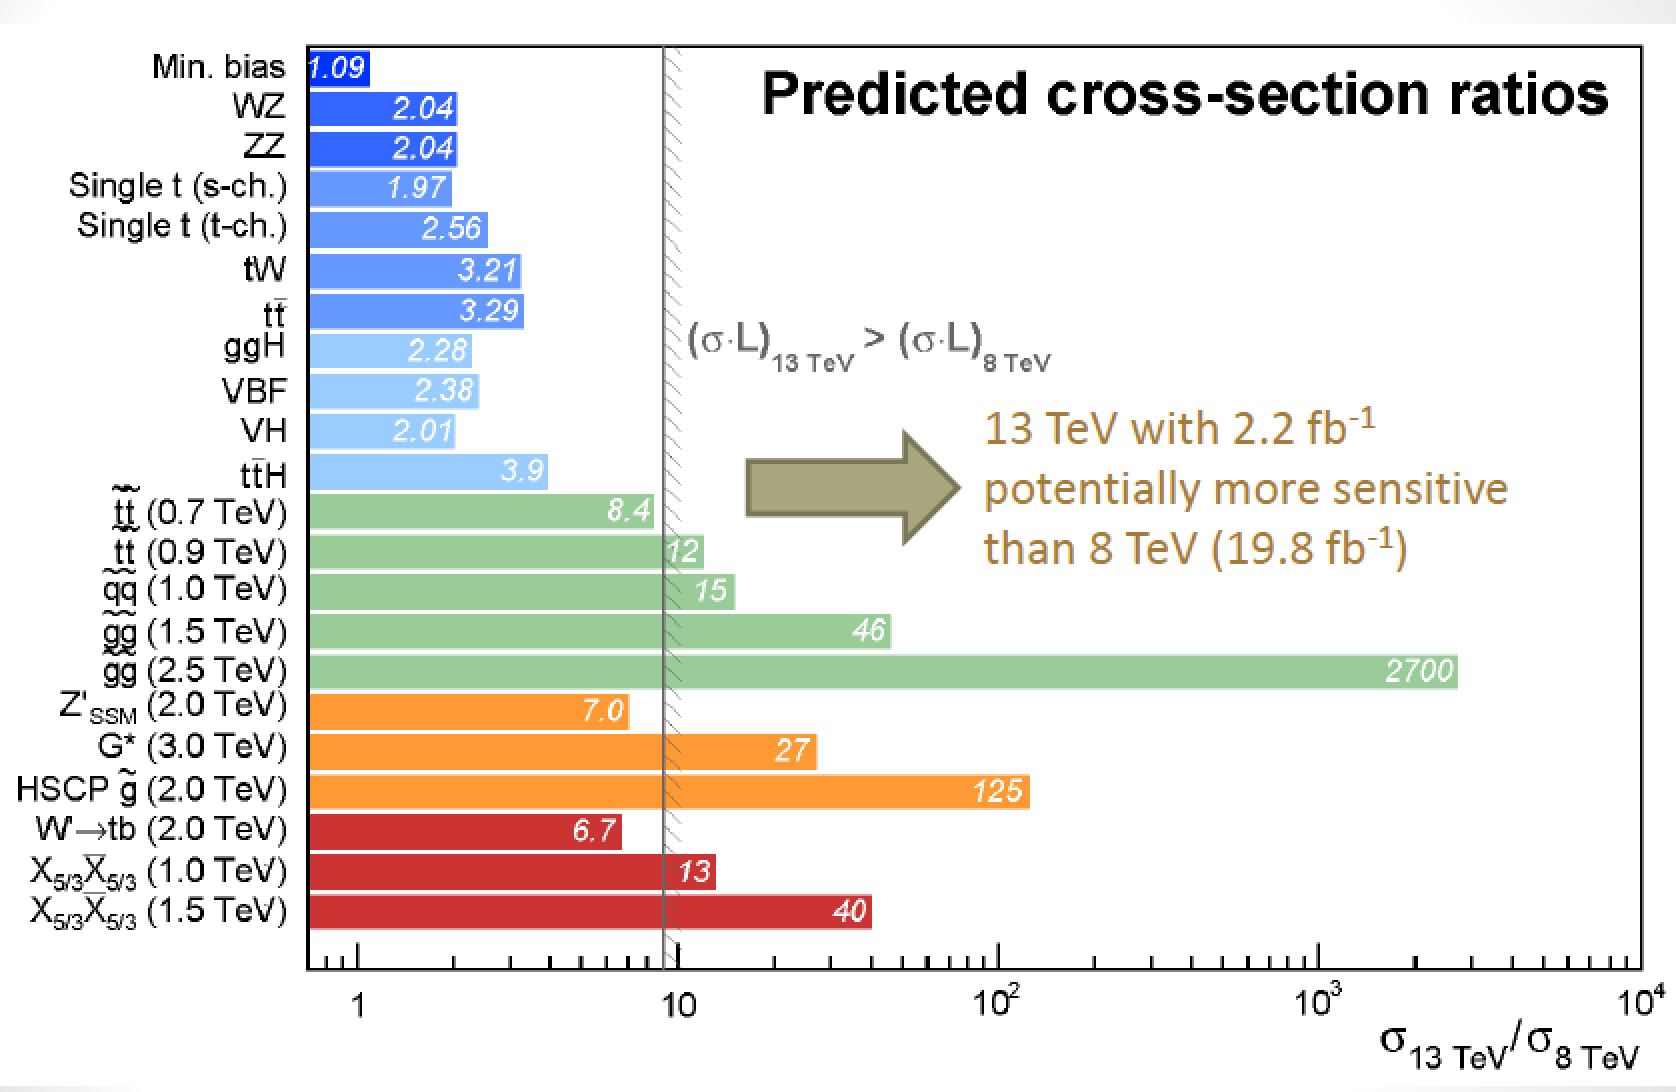 Predicted cross-section ratios
Min. bias 1.09
WZ 2.04
ZZ 2.04
Single t (s-ch.) 1.97
Single t (t-ch.) 2.56
tW 3.21
tt̄ 3.29
ggH 2.28
VBF 2.38
VH 2.01
tt̄H 3.9
t̃t̃ (0.7 TeV) 8.4
t̃t̃ (0.9 TeV) 12
q̃q̃ (1.0 TeV) 15
g̃g̃ (1.5 TeV) 46
g̃g̃ (2.5 TeV) 2700
Z'SSM (2.0 TeV) 7.0
G* (3.0 TeV) 27
HSCP g̃ (2.0 TeV) 125
W'→tb (2.0 TeV) 6.7
X5/3X̄5/3 (1.0 TeV) 13
X5/3X̄5/3 (1.5 TeV) 40
(σ·L)13 TeV > (σ·L)8 TeV
13 TeV with 2.2 fb⁻¹
potentially more sensitive
than 8 TeV (19.8 fb⁻¹)
1 10 10² 10³ 10⁴
σ13 TeV/σ8 TeV